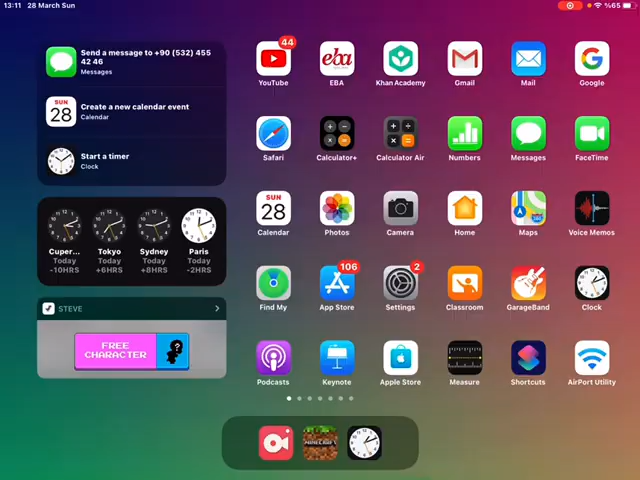 13:11 28 March Sun
%65
Send a message to +90 (532) 455
42 46
Messages
SUN
28
Create a new calendar event
Calendar
Start a timer
Clock
Cuper...
Tokyo
Sydney
Paris
Today
Today
Today
Today
-10HRS
+6HRS
+8HRS
-2HRS
STEVE
FREE
CHARACTER
?
44
eba
YouTube
EBA
Khan Academy
Gmail
Mail
Google
Safari
Calculator+
Calculator Air
Numbers
Messages
FaceTime
SUN
28
Calendar
Photos
Camera
Home
Maps
Voice Memos
106
2
Find My
App Store
Settings
Classroom
GarageBand
Clock
Podcasts
Keynote
Apple Store
Measure
Shortcuts
AirPort Utility
MINECRAFT